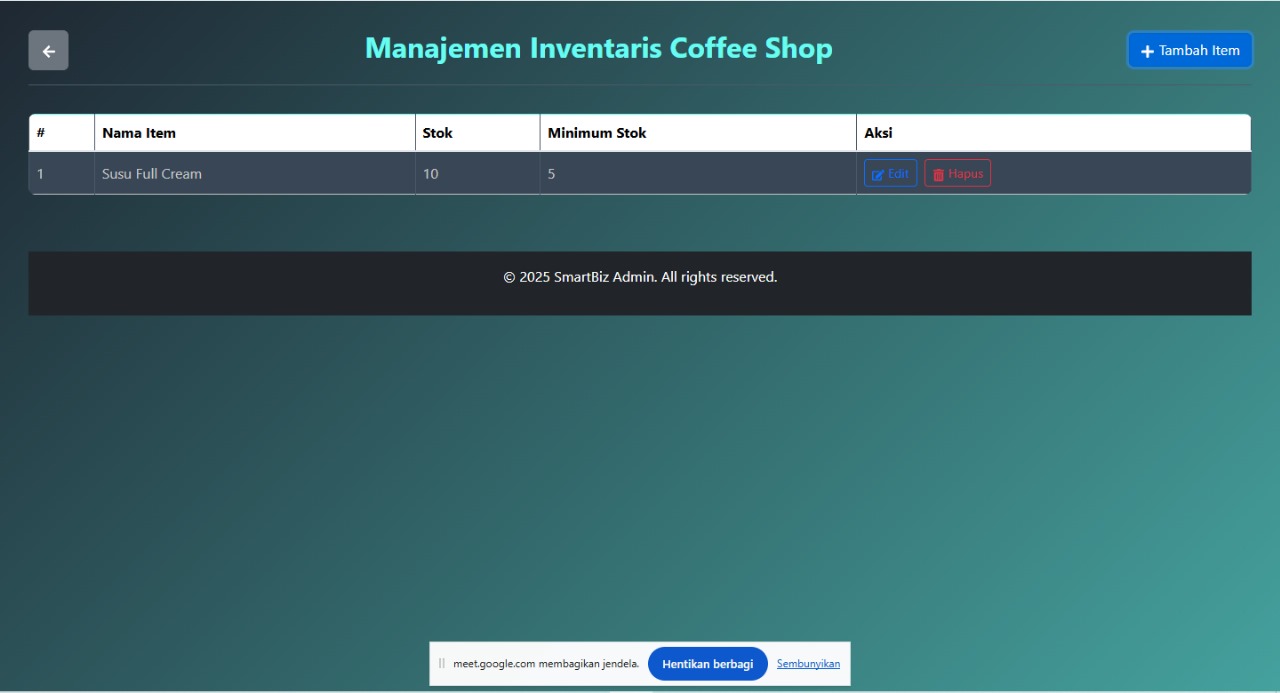 Manajemen Inventaris Coffee Shop
Tambah Item
# Nama Item Stok Minimum Stok Aksi
1 Susu Full Cream 10 5 Edit Hapus
© 2025 SmartBiz Admin. All rights reserved.
meet.google.com membagikan jendela. Hentikan berbagi Sembunyikan